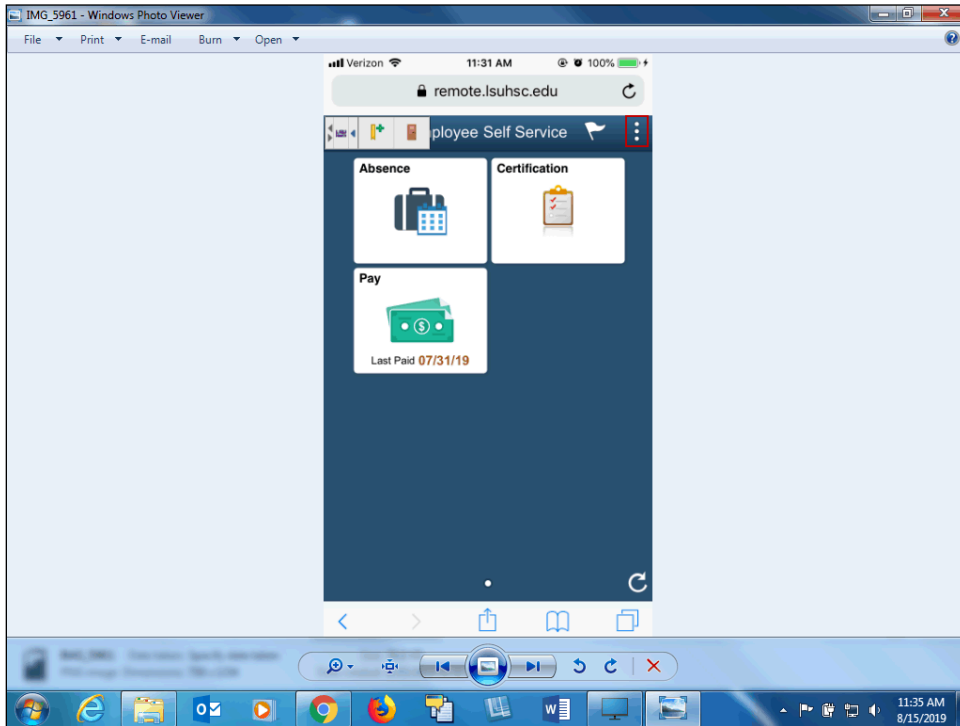 IMG_5961 - Windows Photo Viewer
File Print E-mail Burn Open
Verizon 11:31 AM 100%
remote.lsuhsc.edu
ployee Self Service
Absence
Certification
Pay
Last Paid 07/31/19
11:35 AM
8/15/2019